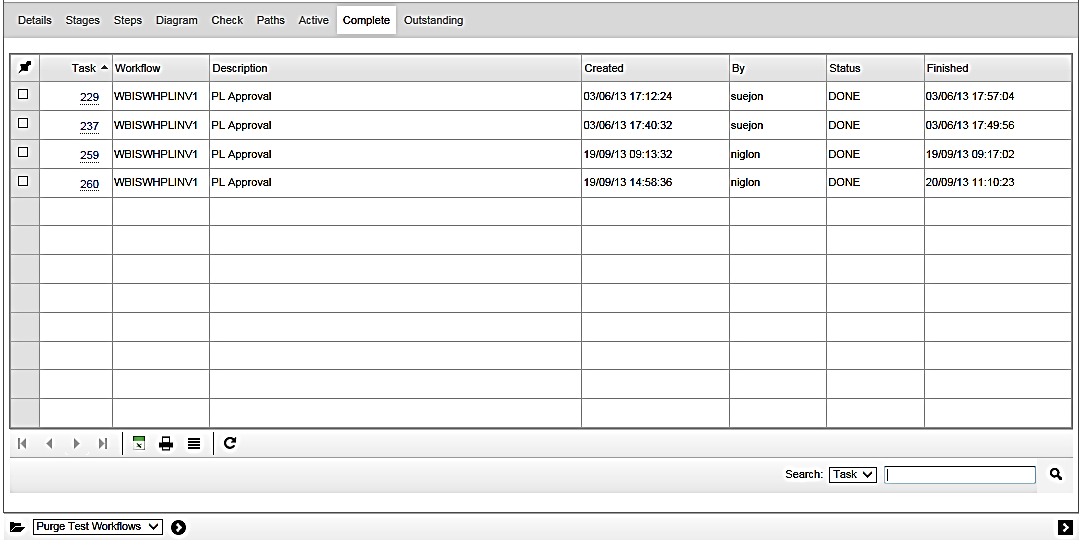 Details Stages Steps Diagram Check Paths Active Complete Outstanding
Task Workflow Description Created By Status Finished
229 WBISWHPLINV1 PL Approval 03/06/13 17:12:24 suejon DONE 03/06/13 17:57:04
237 WBISWHPLINV1 PL Approval 03/06/13 17:40:32 suejon DONE 03/06/13 17:49:56
259 WBISWHPLINV1 PL Approval 19/09/13 09:13:32 niglon DONE 19/09/13 09:17:02
260 WBISWHPLINV1 PL Approval 19/09/13 14:58:36 niglon DONE 20/09/13 11:10:23
Search: Task
Purge Test Workflows